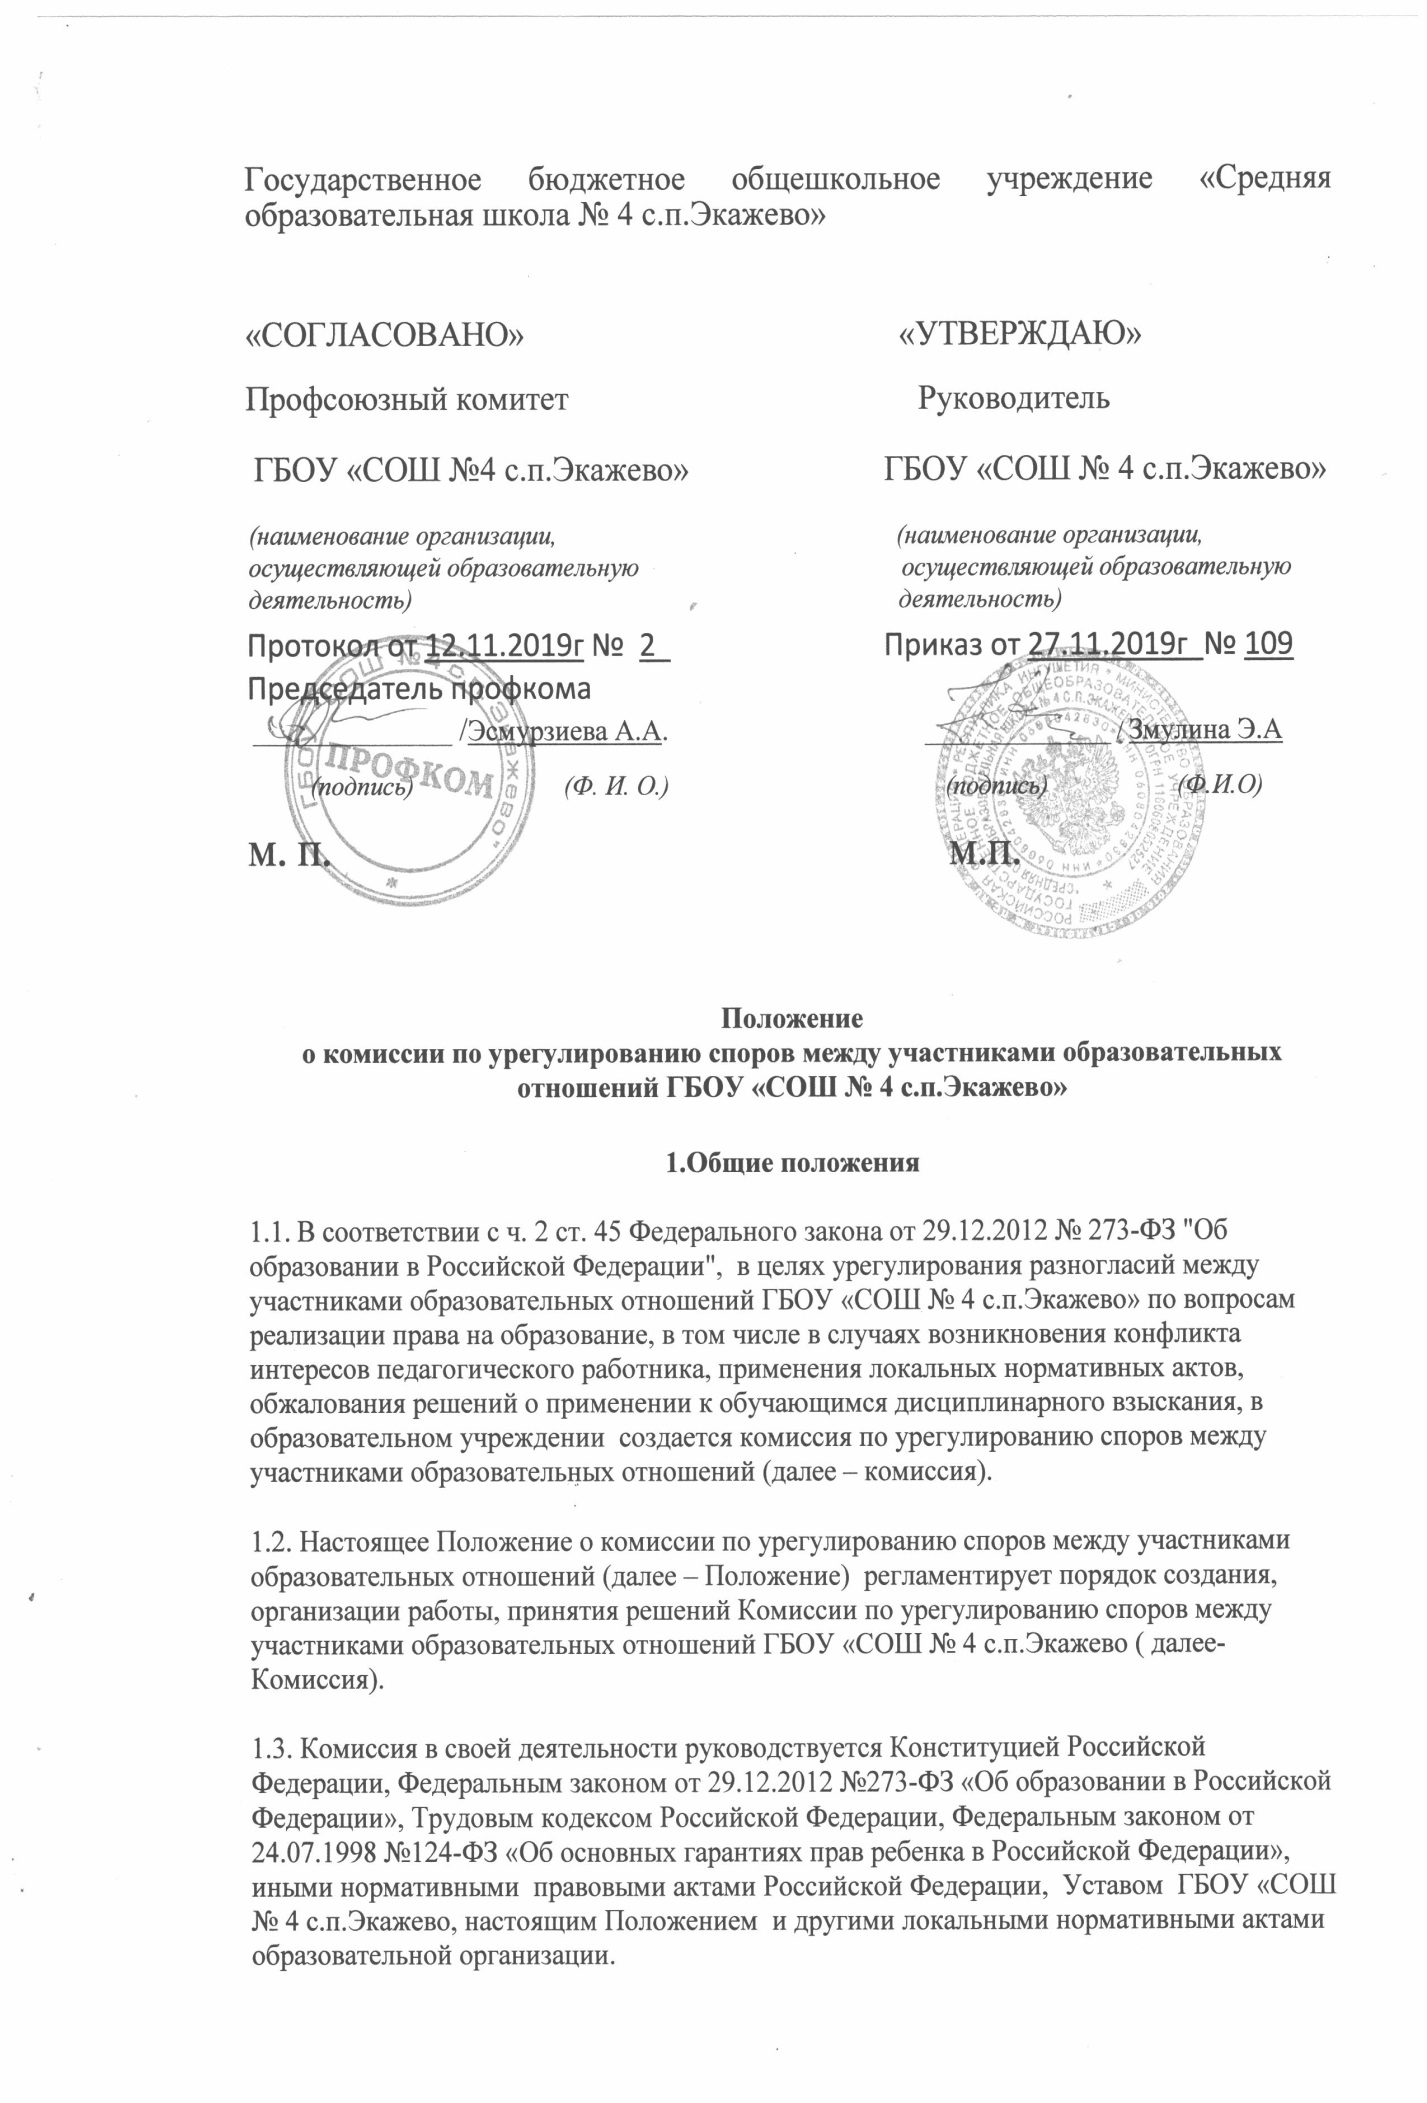 Государственное бюджетное общешкольное учреждение «Средняя
образовательная школа № 4 с.п.Экажево»
«СОГЛАСОВАНО»
Профсоюзный комитет
ГБОУ «СОШ №4 с.п.Экажево»
(наименование организации,
осуществляющей образовательную
деятельность)
Протокол от 12.11.2019г № 2
Председатель профкома
/Эсмурзиева А.А.
(подпись) (Ф. И. О.)
М. П.
ПРОФКОМ
«УТВЕРЖДАЮ»
Руководитель
ГБОУ «СОШ № 4 с.п.Экажево»
(наименование организации,
осуществляющей образовательную
деятельность)
Приказ от 27.11.2019г № 109
/ Змулина Э.А
(подпись) (Ф.И.О)
М.П.
Положение
о комиссии по урегулированию споров между участниками образовательных
отношений ГБОУ «СОШ № 4 с.п.Экажево»
1.Общие положения
1.1. В соответствии с ч. 2 ст. 45 Федерального закона от 29.12.2012 № 273-ФЗ "Об
образовании в Российской Федерации", в целях урегулирования разногласий между
участниками образовательных отношений ГБОУ «СОШ № 4 с.п.Экажево» по вопросам
реализации права на образование, в том числе в случаях возникновения конфликта
интересов педагогического работника, применения локальных нормативных актов,
обжалования решений о применении к обучающимся дисциплинарного взыскания, в
образовательном учреждении создается комиссия по урегулированию споров между
участниками образовательных отношений (далее – комиссия).
1.2. Настоящее Положение о комиссии по урегулированию споров между участниками
образовательных отношений (далее – Положение) регламентирует порядок создания,
организации работы, принятия решений Комиссии по урегулированию споров между
участниками образовательных отношений ГБОУ «СОШ № 4 с.п.Экажево ( далее-
Комиссия).
1.3. Комиссия в своей деятельности руководствуется Конституцией Российской
Федерации, Федеральным законом от 29.12.2012 №273-ФЗ «Об образовании в Российской
Федерации», Трудовым кодексом Российской Федерации, Федеральным законом от
24.07.1998 №124-ФЗ «Об основных гарантиях прав ребенка в Российской Федерации»,
иными нормативными правовыми актами Российской Федерации, Уставом ГБОУ «СОШ
№ 4 с.п.Экажево, настоящим Положением и другими локальными нормативными актами
образовательной организации.